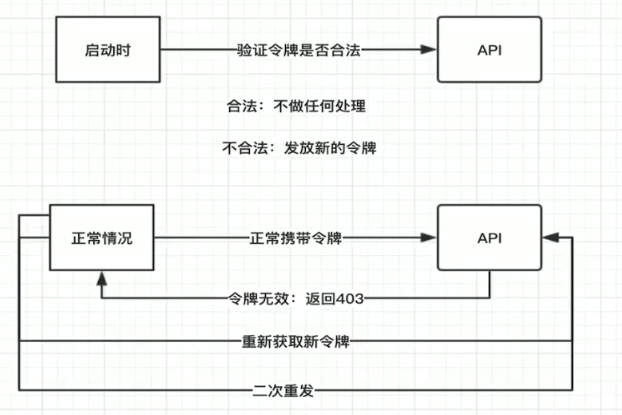 启动时
验证令牌是否合法
API
合法：不做任何处理
不合法：发放新的令牌
正常情况
正常携带令牌
API
令牌无效：返回403
重新获取新令牌
二次重发